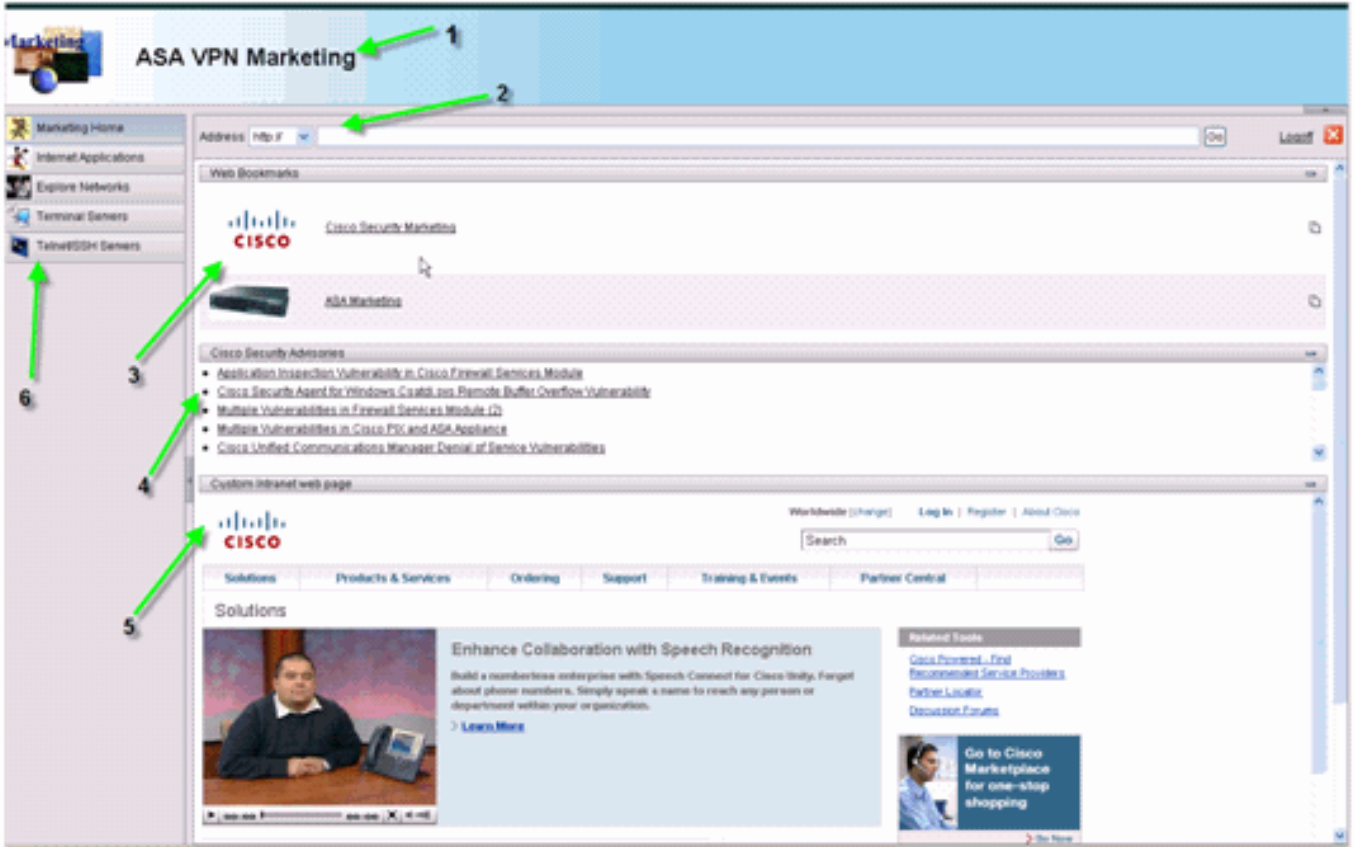 Marketing
ASA VPN Marketing
1
2
Marketing Home
Internet Applications
Explore Networks
Terminal Servers
Telnet/SSH Servers
6
Address http:// Go Logoff
Web Bookmarks
CISCO
Cisco Security Marketing
3
ASA Marketing
Cisco Security Advisories
Application Inspection Vulnerability in Cisco Firewall Services Module
Cisco Security Agent for Windows Remote Buffer Overflow Vulnerability
Multiple Vulnerabilities in Firewall Services Module (2)
Multiple Vulnerabilities in Cisco PIX and ASA Appliance
Cisco Unified Communications Manager Denial of Service Vulnerabilities
4
Custom Intranet web page
CISCO
5
Worldwide [change] Log In | Register | About Cisco
Search Go
Solutions Products & Services Ordering Support Training & Events Partner Central
Solutions
Enhance Collaboration with Speech Recognition
Build a numberless enterprise with Speech Connect for Cisco Unity. Forget
about phone numbers. Simply speak a name to reach any person or
department within your organization.
Learn More
00:00 00:00
Related Tools
Cisco Powered - Find
Recommended Service Providers
Partner Locator
Discussion Forums
Go to Cisco
Marketplace
for one-stop
shopping
Go Now